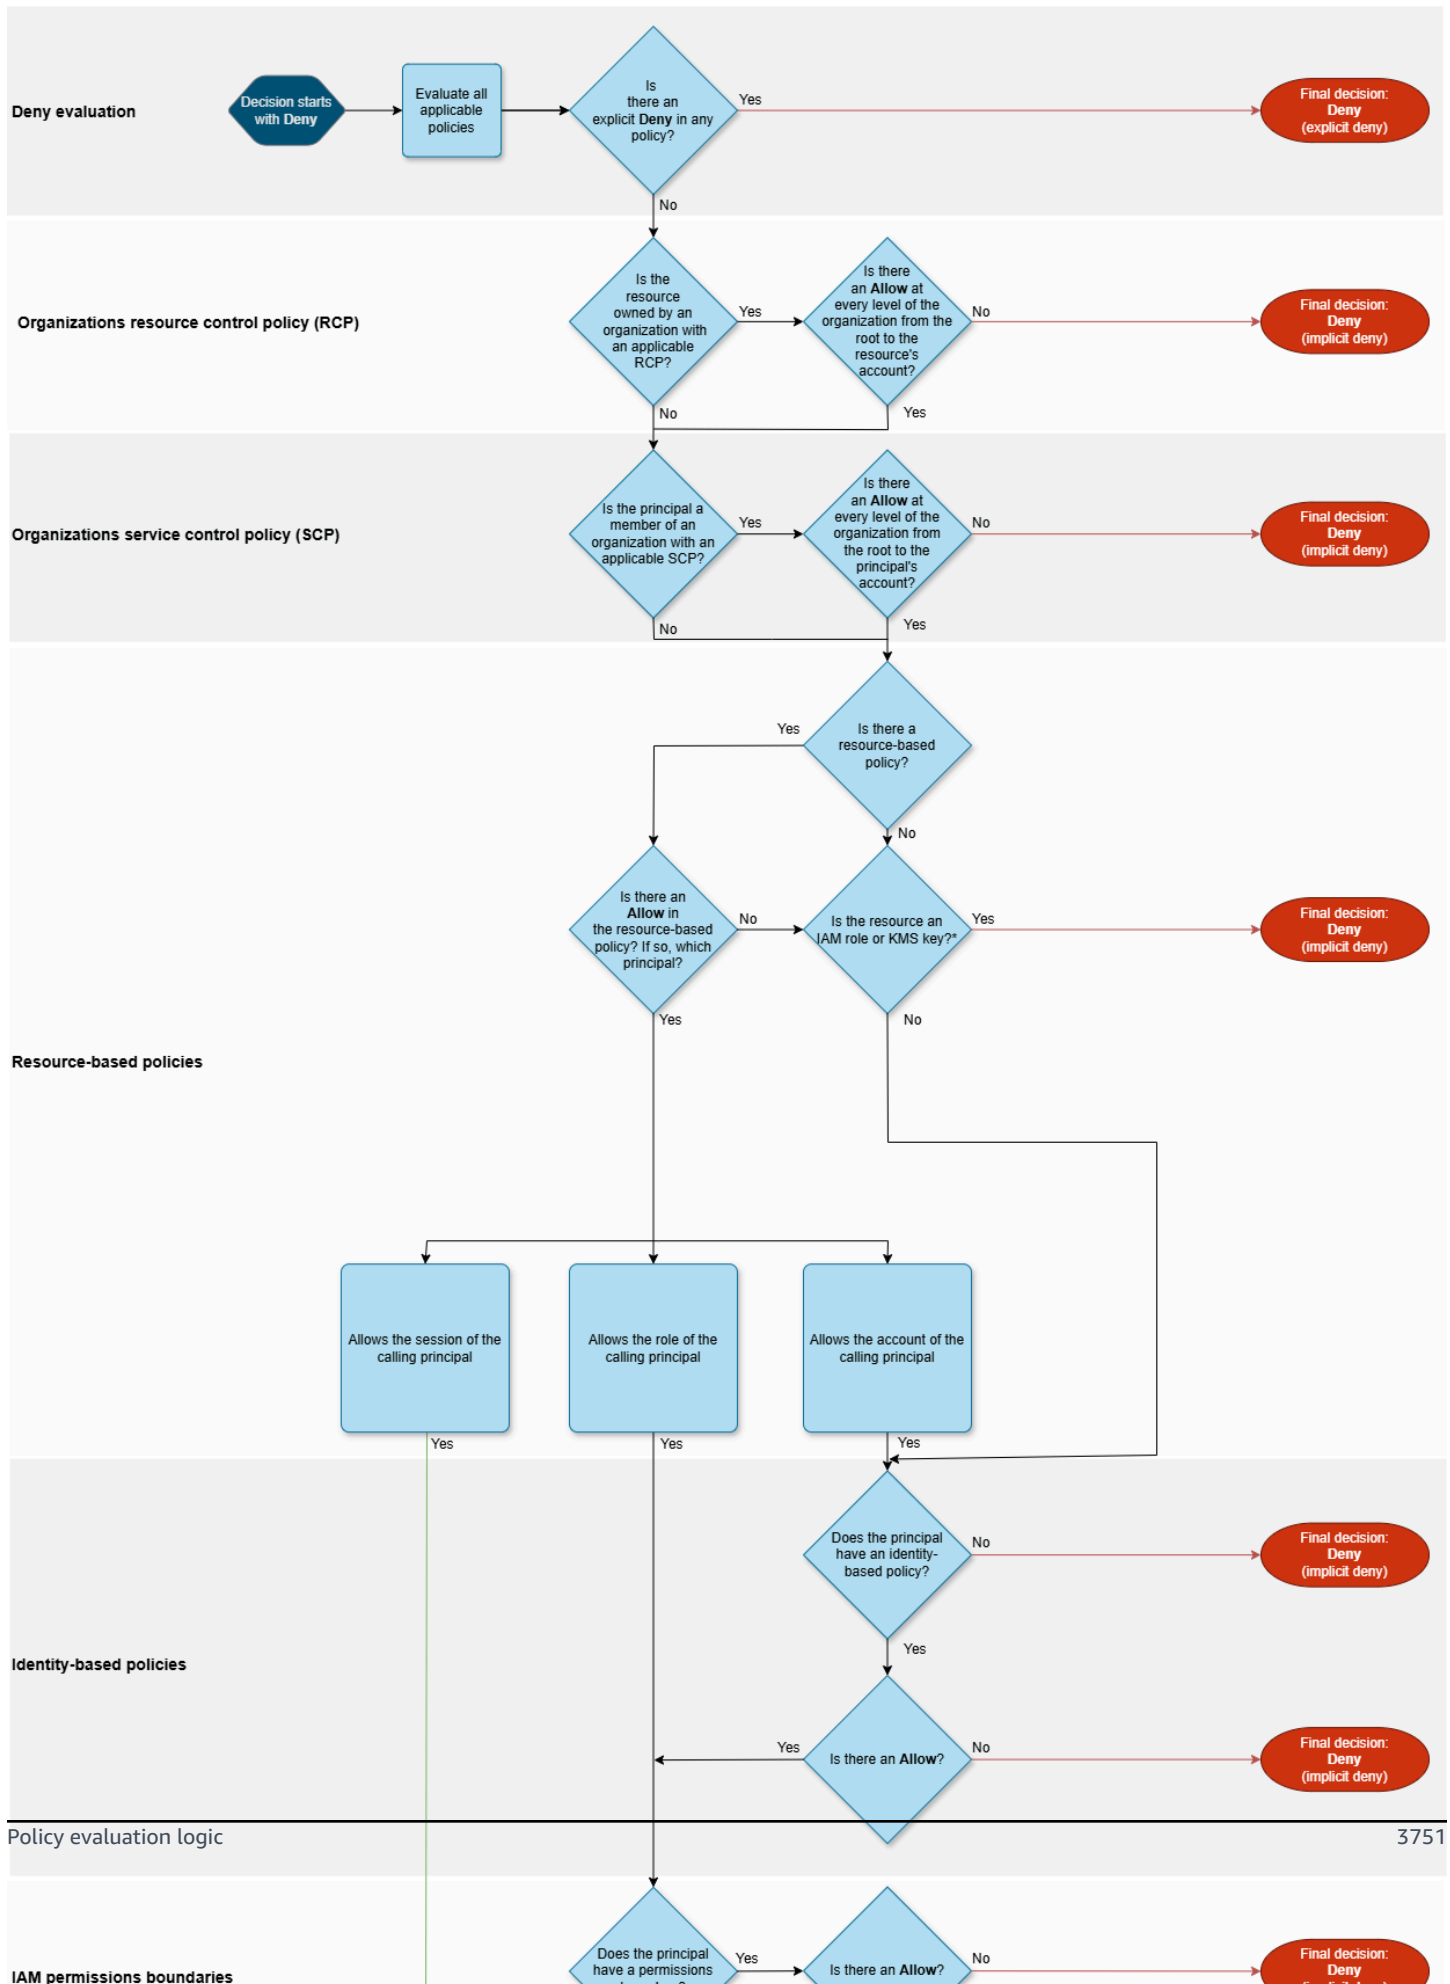 Deny evaluation
Decision starts
with Deny
Evaluate all
applicable
policies
Is
there an
explicit Deny in any
policy?
Yes
Final decision:
Deny
(explicit deny)
No
Organizations resource control policy (RCP)
Is the
resource
owned by an
organization with
an applicable
RCP?
Yes
Is there
an Allow at
every level of the
organization from the
root to the
resource's
account?
No
Final decision:
Deny
(implicit deny)
No
Yes
Organizations service control policy (SCP)
Is the principal a
member of an
organization with an
applicable SCP?
Yes
Is there
an Allow at
every level of the
organization from
the root to the
principal's
account?
No
Final decision:
Deny
(implicit deny)
No
Yes
Is there a
resource-based
policy?
Yes
No
Is there an
Allow in
the resource-based
policy? If so, which
principal?
No
Is the resource an
IAM role or KMS key?*
Yes
Final decision:
Deny
(implicit deny)
Yes
No
Resource-based policies
Allows the session of the
calling principal
Allows the role of the
calling principal
Allows the account of the
calling principal
Yes
Yes
Yes
Does the principal
have an identity-
based policy?
No
Final decision:
Deny
(implicit deny)
Yes
Identity-based policies
Yes
Is there an Allow?
No
Final decision:
Deny
(implicit deny)
Policy evaluation logic
3751
IAM permissions boundaries
Does the principal
have a permissions
Yes
Is there an Allow?
No
Final decision:
Deny